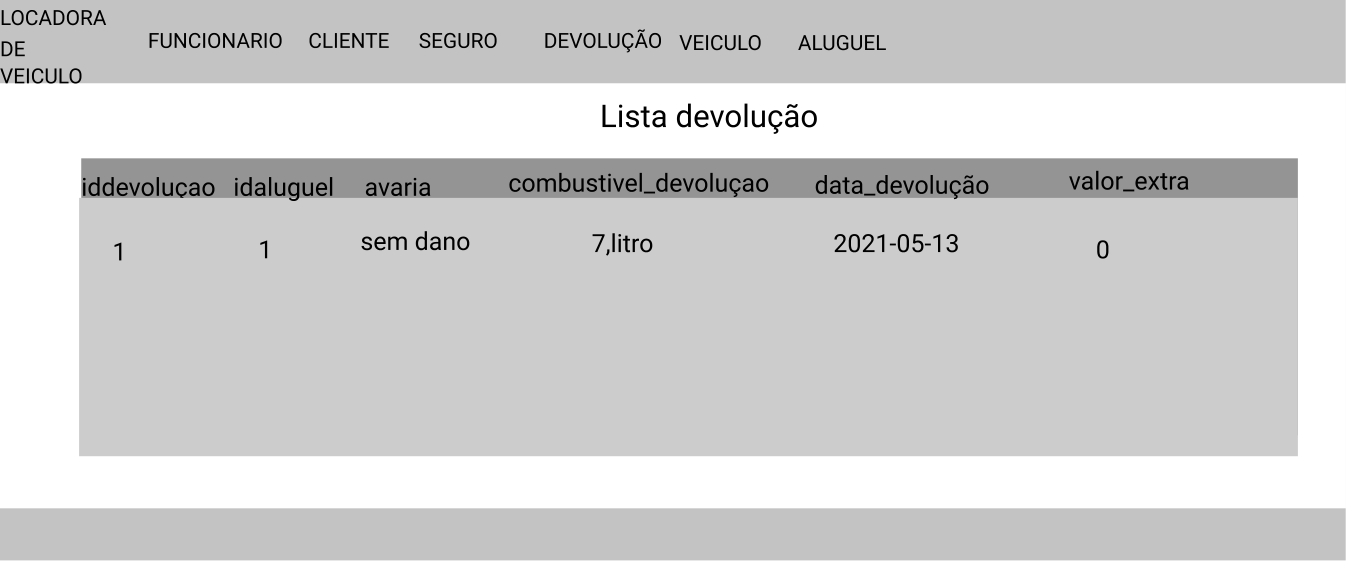 LOCADORA
DE
VEICULO
FUNCIONARIO CLIENTE SEGURO DEVOLUÇÃO VEICULO ALUGUEL
Lista devolução
iddevoluçao idaluguel avaria combustivel_devoluçao data_devolução valor_extra
1 1 sem dano 7,litro 2021-05-13 0